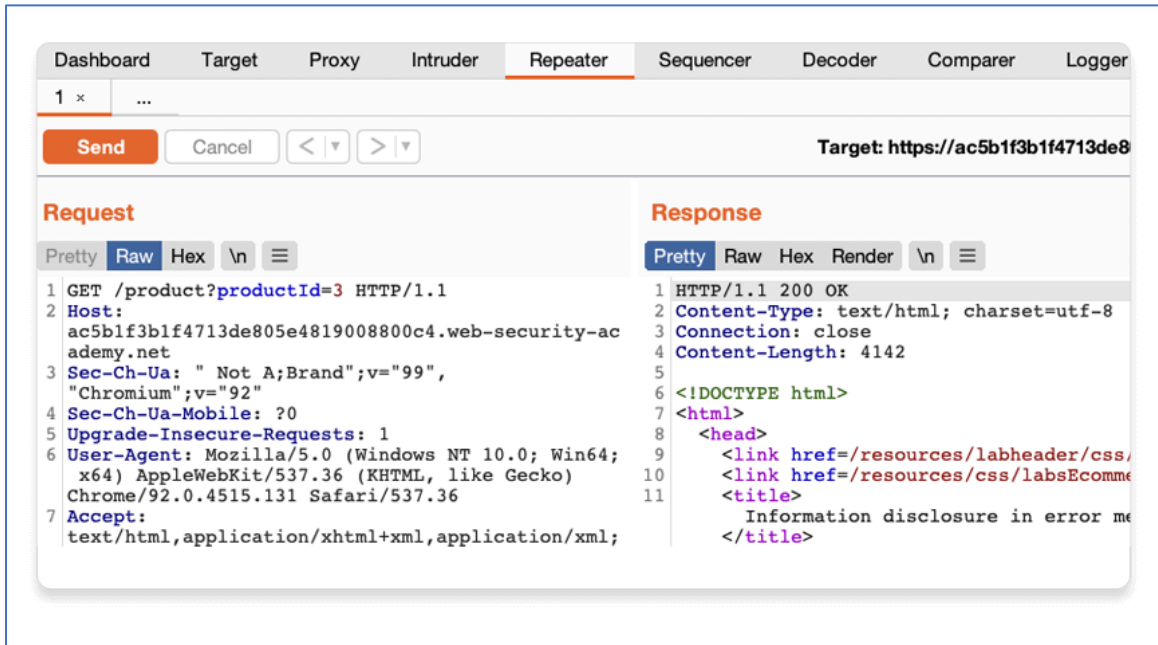 Dashboard Target Proxy Intruder Repeater Sequencer Decoder Comparer Logger
1 × ...
Send Cancel < > Target: https://ac5b1f3b1f4713de8
Request
Pretty Raw Hex \n
1 GET /product?productId=3 HTTP/1.1
2 Host:
ac5b1f3b1f4713de805e4819008800c4.web-security-ac
ademy.net
3 Sec-Ch-Ua: " Not A;Brand";v="99",
"Chromium";v="92"
4 Sec-Ch-Ua-Mobile: ?0
5 Upgrade-Insecure-Requests: 1
6 User-Agent: Mozilla/5.0 (Windows NT 10.0; Win64;
x64) AppleWebKit/537.36 (KHTML, like Gecko)
Chrome/92.0.4515.131 Safari/537.36
7 Accept:
text/html,application/xhtml+xml,application/xml;
Response
Pretty Raw Hex Render \n
1 HTTP/1.1 200 OK
2 Content-Type: text/html; charset=utf-8
3 Connection: close
4 Content-Length: 4142
5
6 <!DOCTYPE html>
7 <html>
8 <head>
9 <link href=/resources/labheader/css/
10 <link href=/resources/css/labsEcomme
11 <title>
Information disclosure in error me
</title>